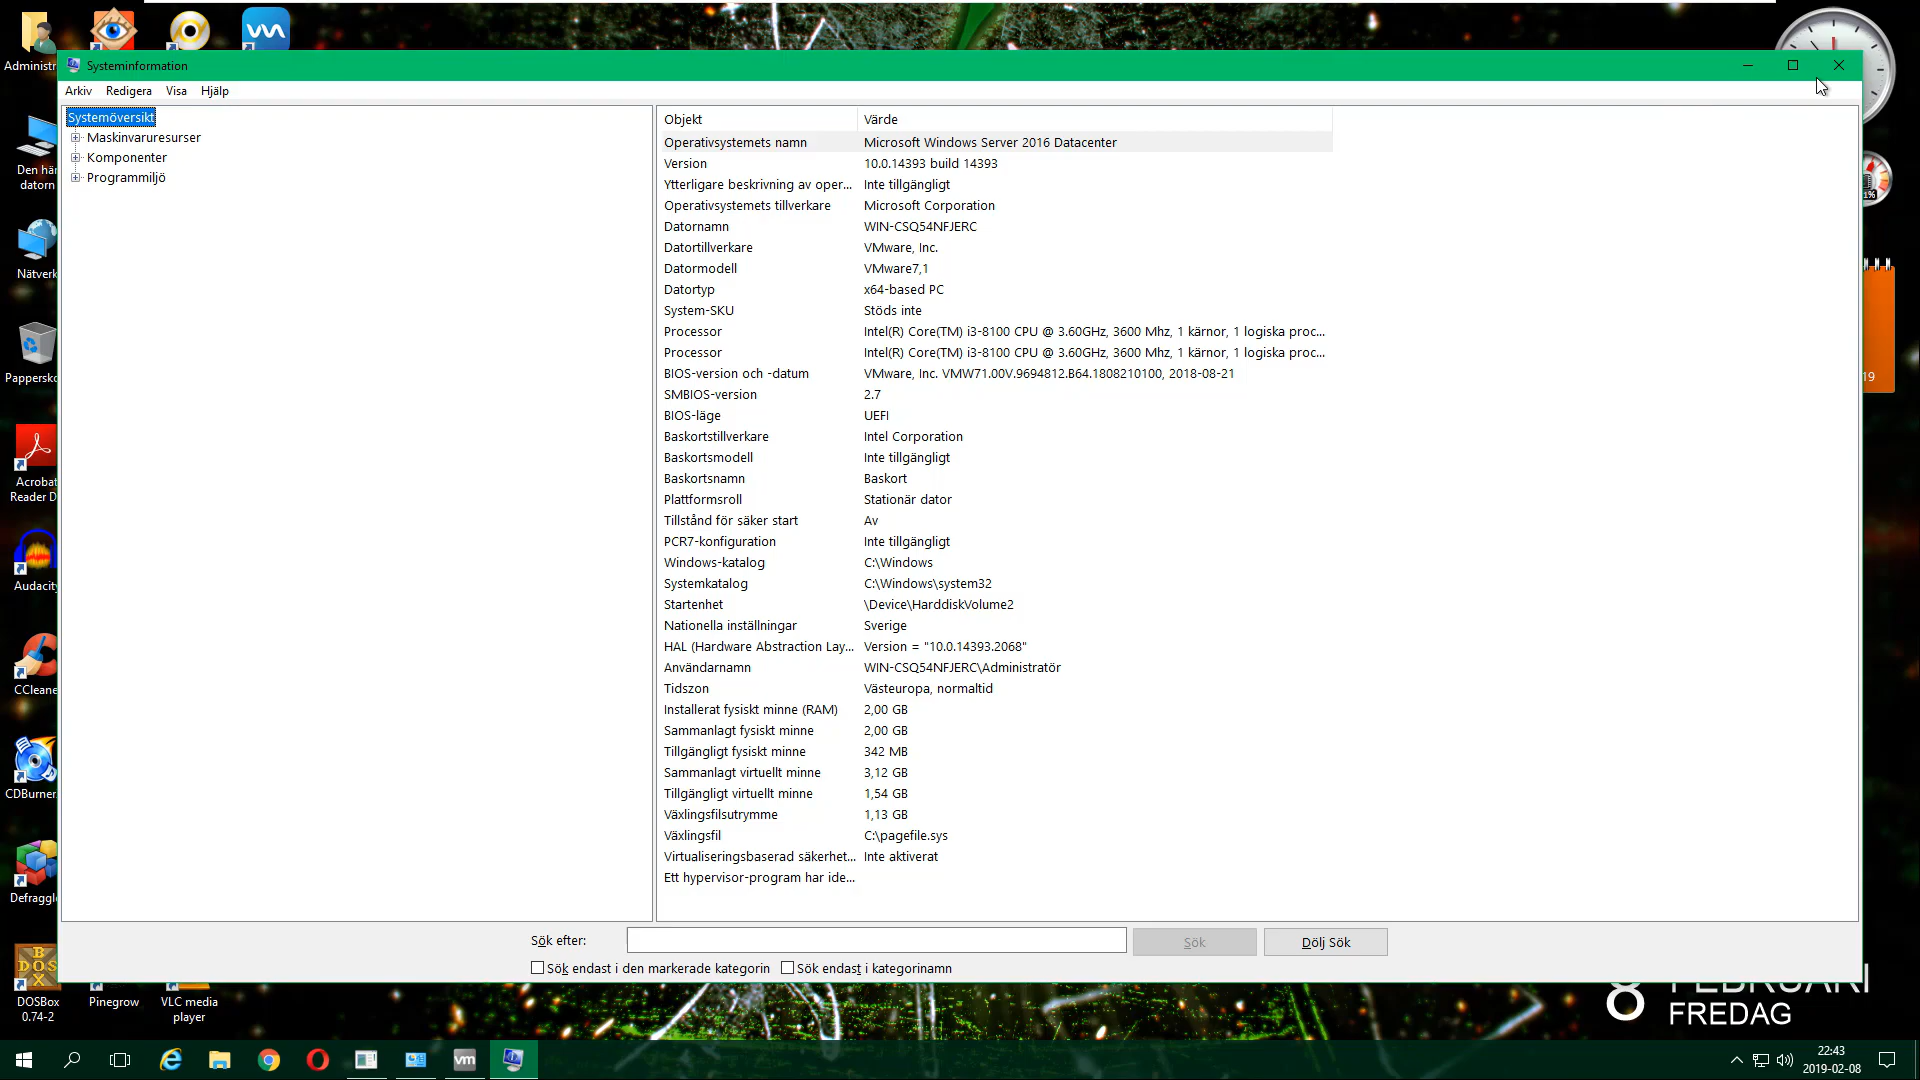 Administr
Systeminformation
Arkiv Redigera Visa Hjälp
Systemöversikt
Maskinvaruresurser
Komponenter
Programmiljö
Objekt Värde
Operativsystemets namn Microsoft Windows Server 2016 Datacenter
Version 10.0.14393 build 14393
Ytterligare beskrivning av oper... Inte tillgängligt
Operativsystemets tillverkare Microsoft Corporation
Datornamn WIN-CSQ54NFJERC
Datortillverkare VMware, Inc.
Datormodell VMware7,1
Datortyp x64-based PC
System-SKU Stöds inte
Processor Intel(R) Core(TM) i3-8100 CPU @ 3.60GHz, 3600 Mhz, 1 kärnor, 1 logiska proc...
Processor Intel(R) Core(TM) i3-8100 CPU @ 3.60GHz, 3600 Mhz, 1 kärnor, 1 logiska proc...
BIOS-version och -datum VMware, Inc. VMW71.00V.9694812.B64.1808210100, 2018-08-21
SMBIOS-version 2.7
BIOS-läge UEFI
Baskortstillverkare Intel Corporation
Baskortsmodell Inte tillgängligt
Baskortsnamn Baskort
Plattformsroll Stationär dator
Tillstånd för säker start Av
PCR7-konfiguration Inte tillgängligt
Windows-katalog C:\Windows
Systemkatalog C:\Windows\system32
Startenhet \Device\HarddiskVolume2
Nationella inställningar Sverige
HAL (Hardware Abstraction Lay... Version = "10.0.14393.2068"
Användarnamn WIN-CSQ54NFJERC\Administratör
Tidszon Västeuropa, normaltid
Installerat fysiskt minne (RAM) 2,00 GB
Sammanlagt fysiskt minne 2,00 GB
Tillgängligt fysiskt minne 342 MB
Sammanlagt virtuellt minne 3,12 GB
Tillgängligt virtuellt minne 1,54 GB
Växlingsfilsutrymme 1,13 GB
Växlingsfil C:\pagefile.sys
Virtualiseringsbaserad säkerhet... Inte aktiverat
Ett hypervisor-program har ide...
Sök efter:
Sök
Dölj Sök
Sök endast i den markerade kategorin
Sök endast i kategorinamn
Den här
datorn
Nätverk
Pappersko
Acrobat
Reader D
Audacity
CCleane
CDBurner
Defraggle
DOSBox
0.74-2
Pinegrow
VLC media
player
1%
19
8 FEBRUARI
FREDAG
vm
22:43
2019-02-08